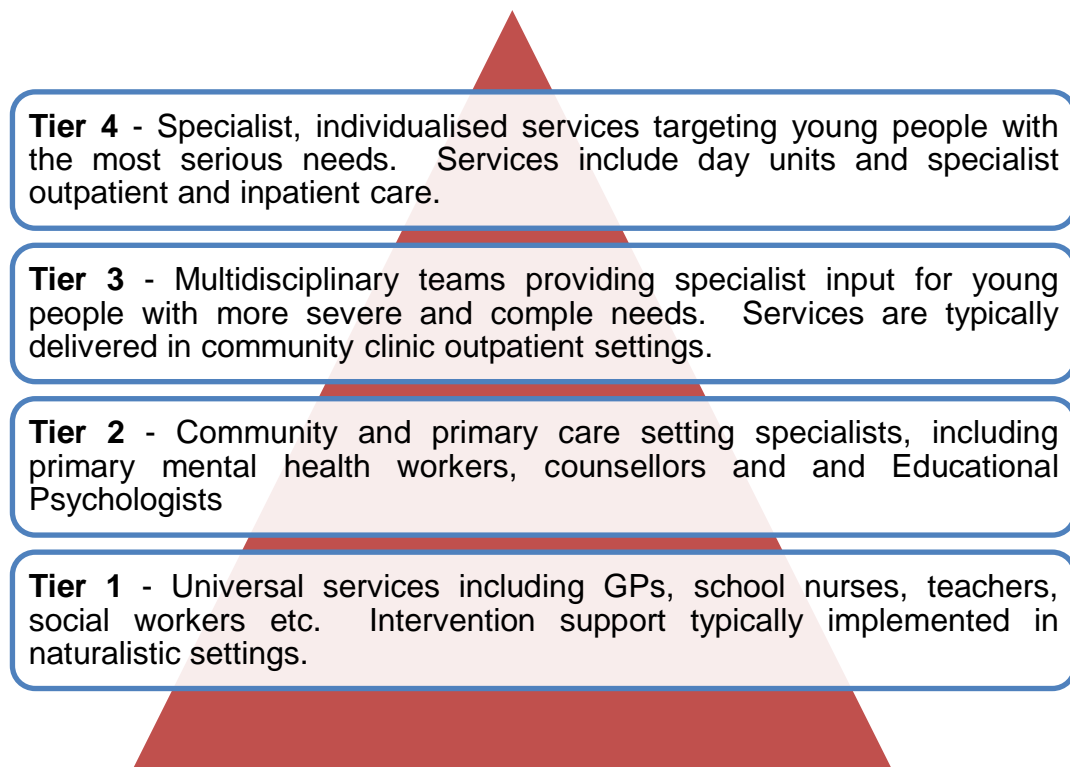 Tier 4 - Specialist, individualised services targeting young people with
the most serious needs. Services include day units and specialist
outpatient and inpatient care.
Tier 3 - Multidisciplinary teams providing specialist input for young
people with more severe and comple needs. Services are typically
delivered in community clinic outpatient settings.
Tier 2 - Community and primary care setting specialists, including
primary mental health workers, counsellors and and Educational
Psychologists
Tier 1 - Universal services including GPs, school nurses, teachers,
social workers etc. Intervention support typically implemented in
naturalistic settings.